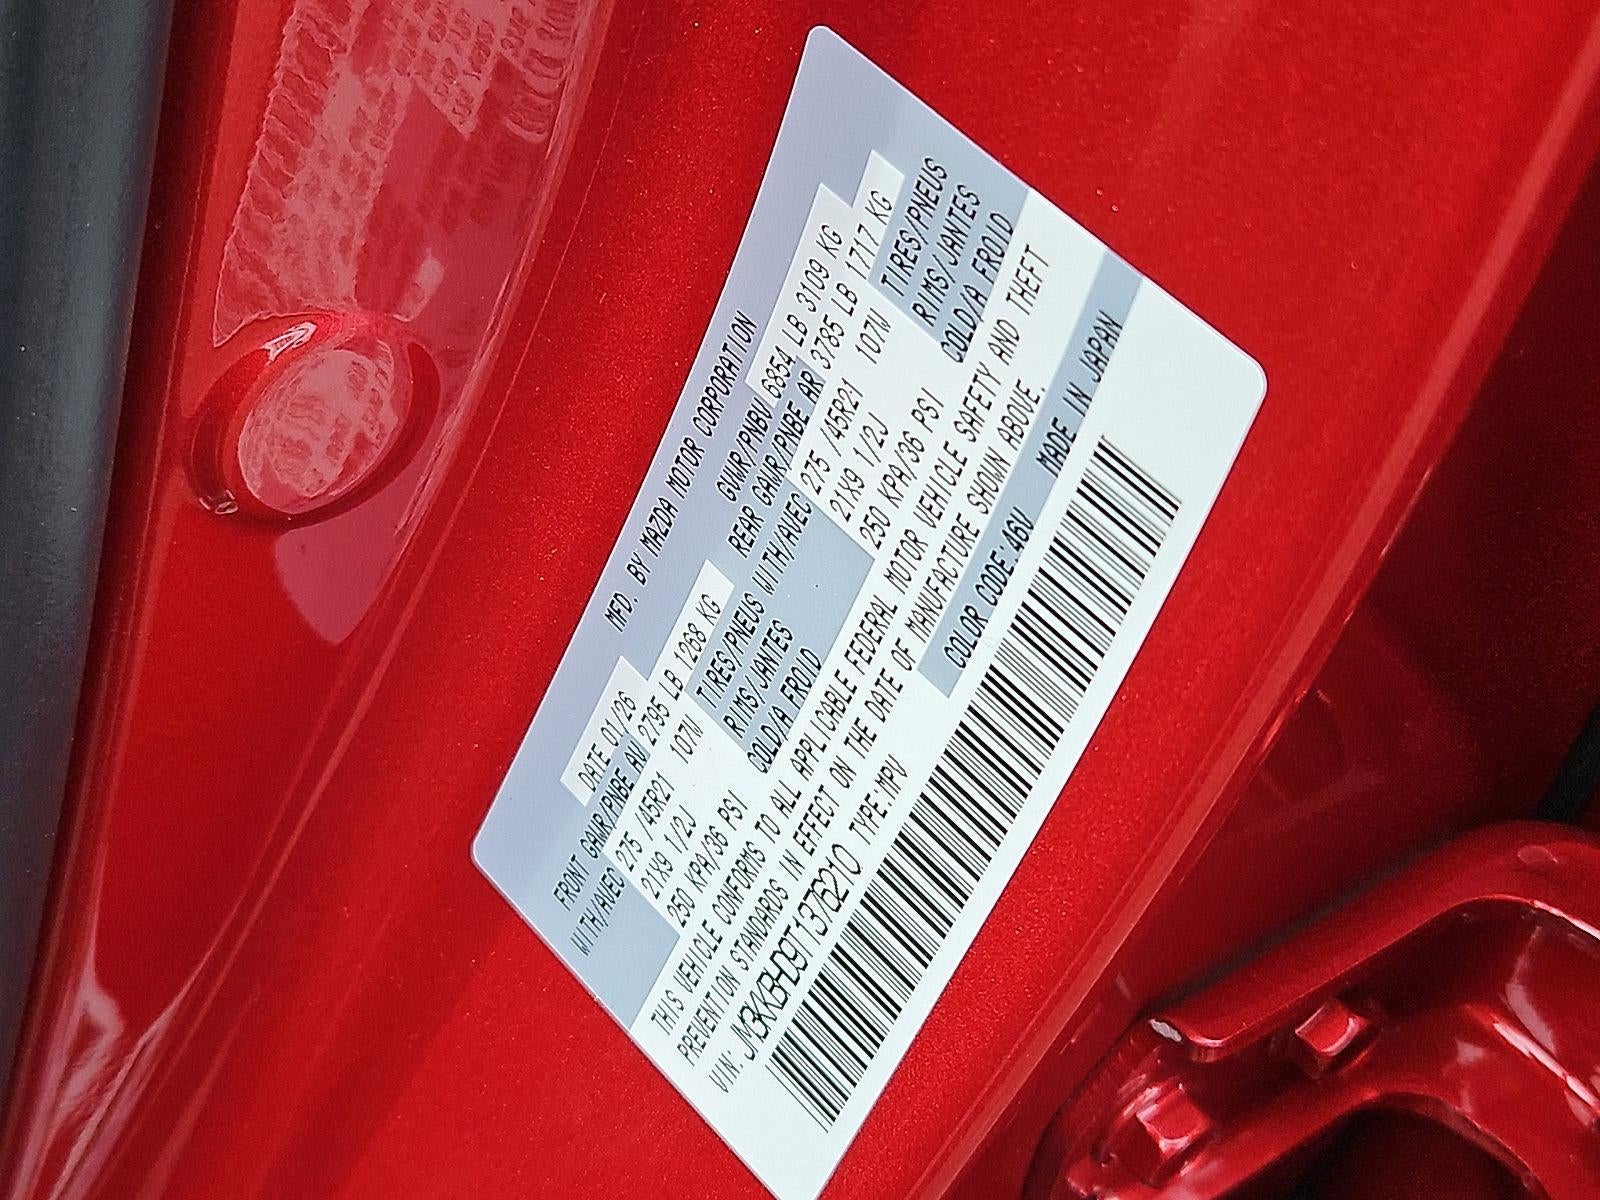 MFD. BY MAZDA MOTOR CORPORATION
DATE 01/26 GVWR/PNBV 6854 LB 3109 KG
FRONT GAWR/PNBE AV 2795 LB 1268 KG REAR GAWR/PNBE AR 3785 LB 1717 KG
WITH/AVEC 275 /45R21 107W TIRES/PNEUS WITH/AVEC 275 /45R21 107W TIRES/PNEUS
21X9 1/2J RIMS/JANTES 21X9 1/2J RIMS/JANTES
250 KPA/36 PSI COLD/A FROID 250 KPA/36 PSI COLD/A FROID
THIS VEHICLE CONFORMS TO ALL APPLICABLE FEDERAL MOTOR VEHICLE SAFETY AND THEFT
PREVENTION STANDARDS IN EFFECT ON THE DATE OF MANUFACTURE SHOWN ABOVE.
VIN: JM3KKBHD9T1376210 TYPE:MPV COLOR CODE:46V MADE IN JAPAN